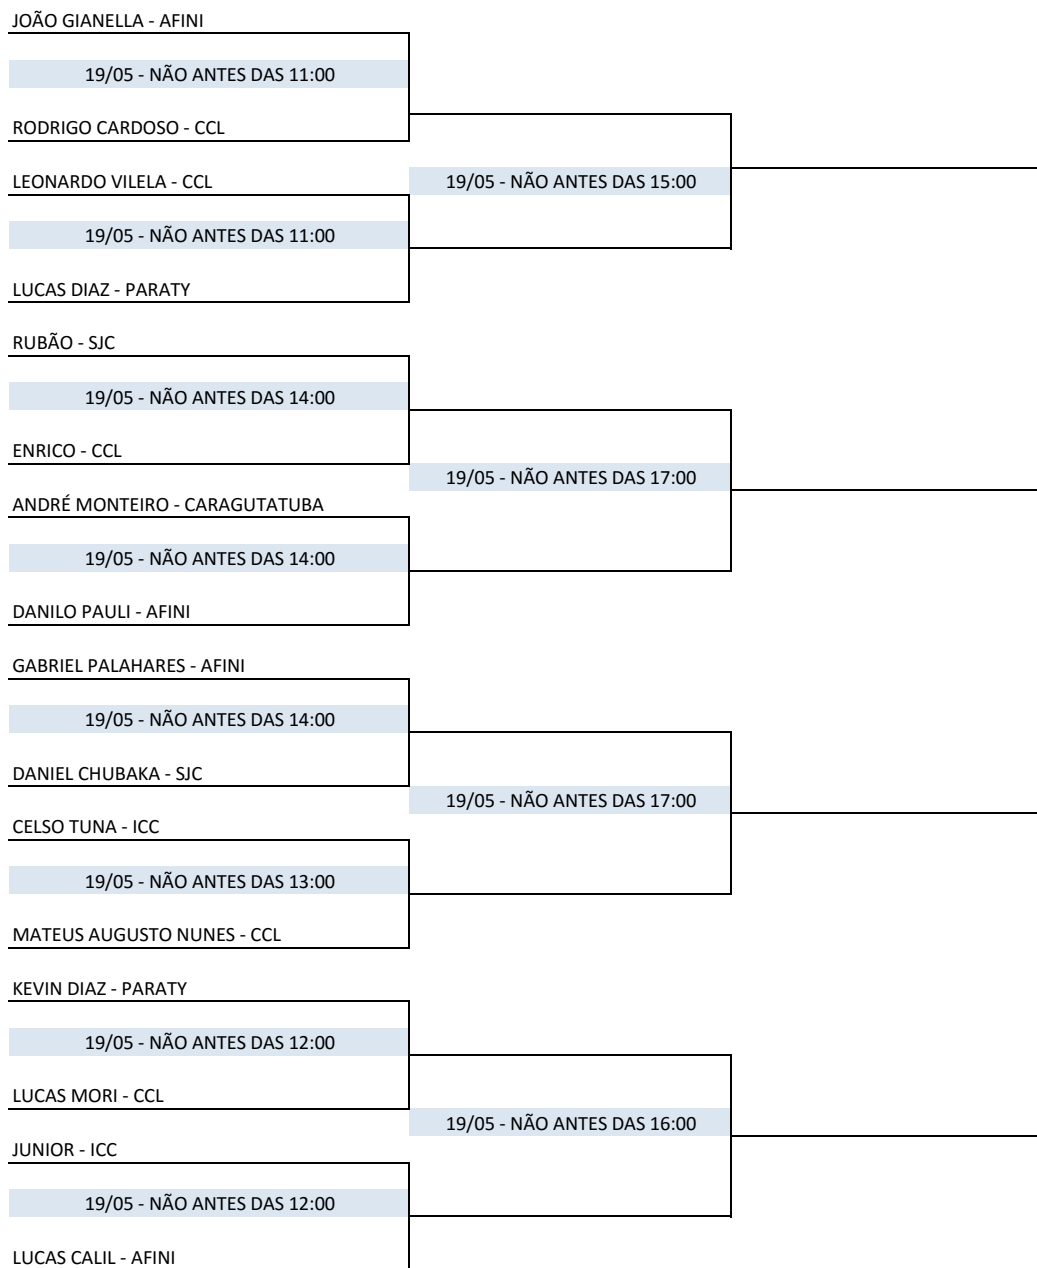 JOÃO GIANELLA - AFINI
19/05 - NÃO ANTES DAS 11:00
RODRIGO CARDOSO - CCL
LEONARDO VILELA - CCL
19/05 - NÃO ANTES DAS 15:00
19/05 - NÃO ANTES DAS 11:00
LUCAS DIAZ - PARATY
RUBÃO - SJC
19/05 - NÃO ANTES DAS 14:00
ENRICO - CCL
19/05 - NÃO ANTES DAS 17:00
ANDRÉ MONTEIRO - CARAGUTATUBA
19/05 - NÃO ANTES DAS 14:00
DANILO PAULI - AFINI
GABRIEL PALAHARES - AFINI
19/05 - NÃO ANTES DAS 14:00
DANIEL CHUBAKA - SJC
19/05 - NÃO ANTES DAS 17:00
CELSO TUNA - ICC
19/05 - NÃO ANTES DAS 13:00
MATEUS AUGUSTO NUNES - CCL
KEVIN DIAZ - PARATY
19/05 - NÃO ANTES DAS 12:00
LUCAS MORI - CCL
19/05 - NÃO ANTES DAS 16:00
JUNIOR - ICC
19/05 - NÃO ANTES DAS 12:00
LUCAS CALIL - AFINI